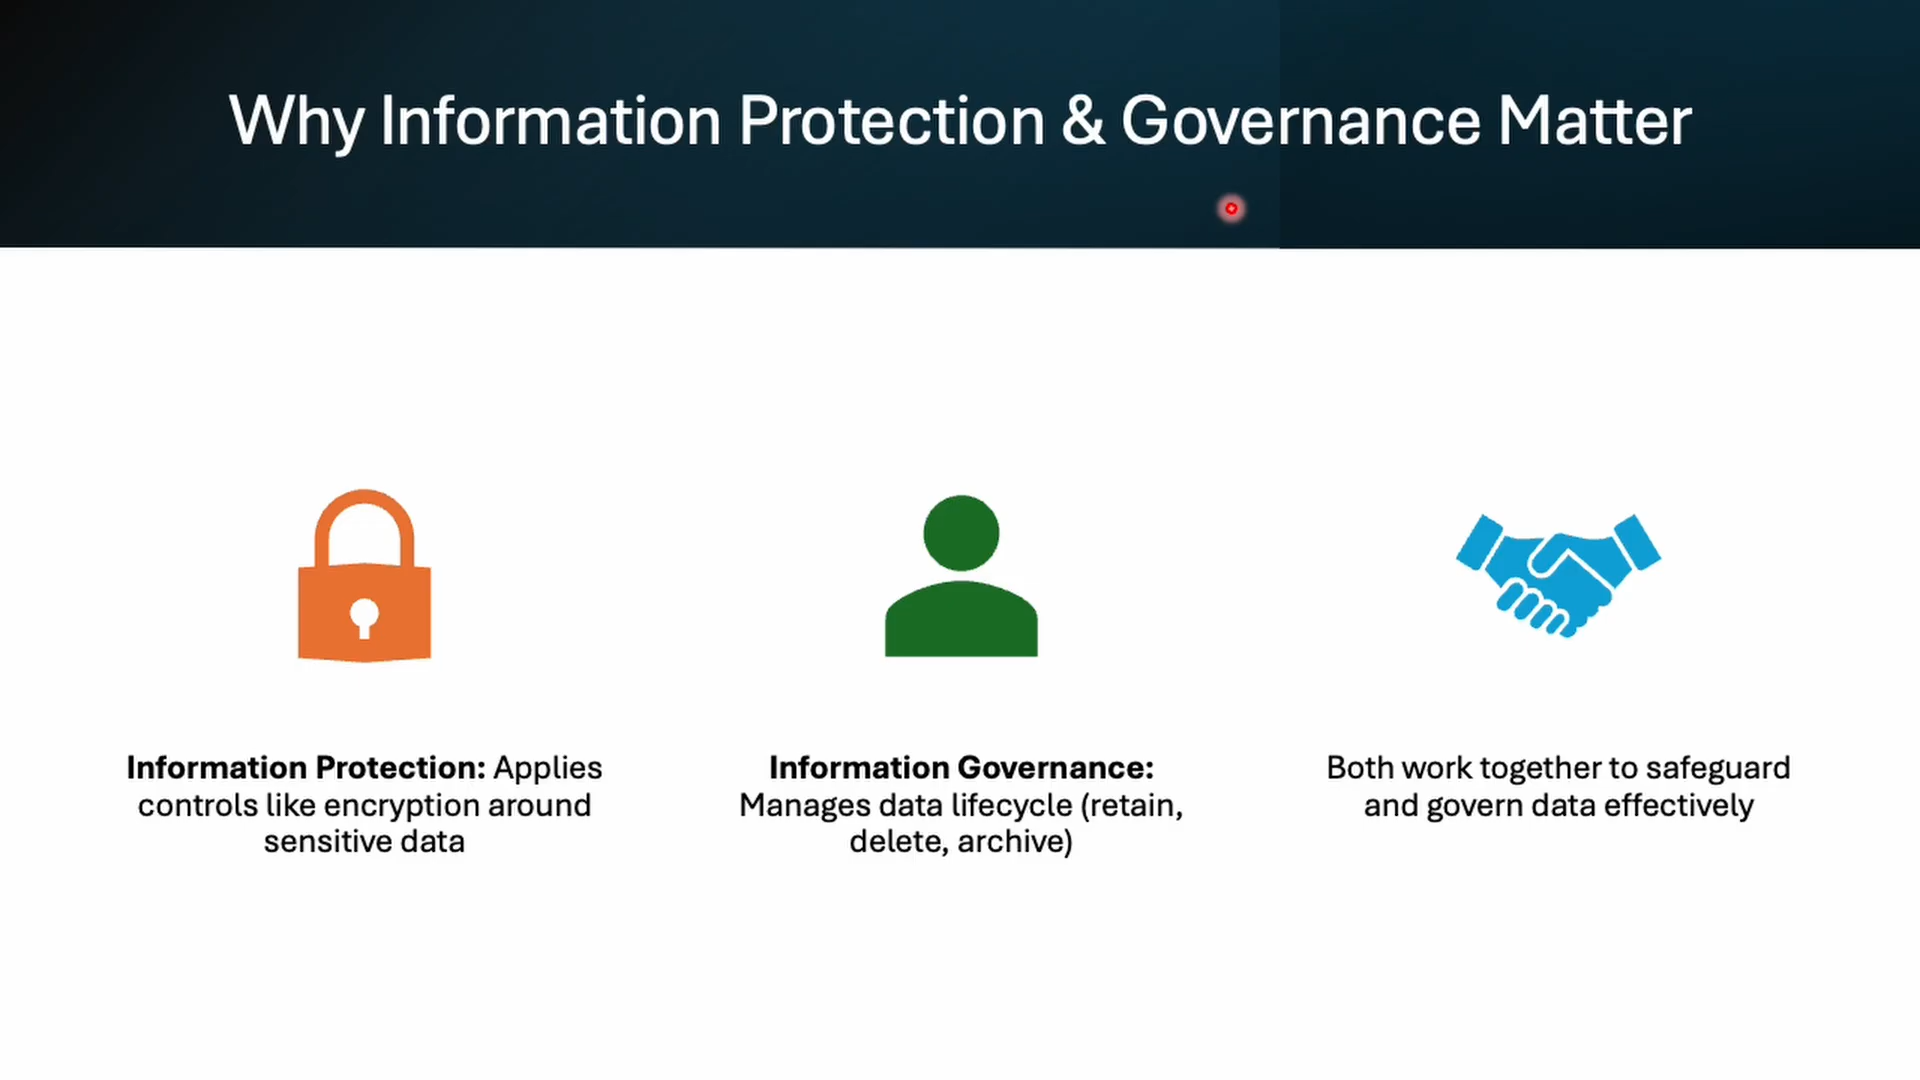 Why Information Protection & Governance Matter
Information Protection: Applies
controls like encryption around
sensitive data
Information Governance:
Manages data lifecycle (retain,
delete, archive)
Both work together to safeguard
and govern data effectively